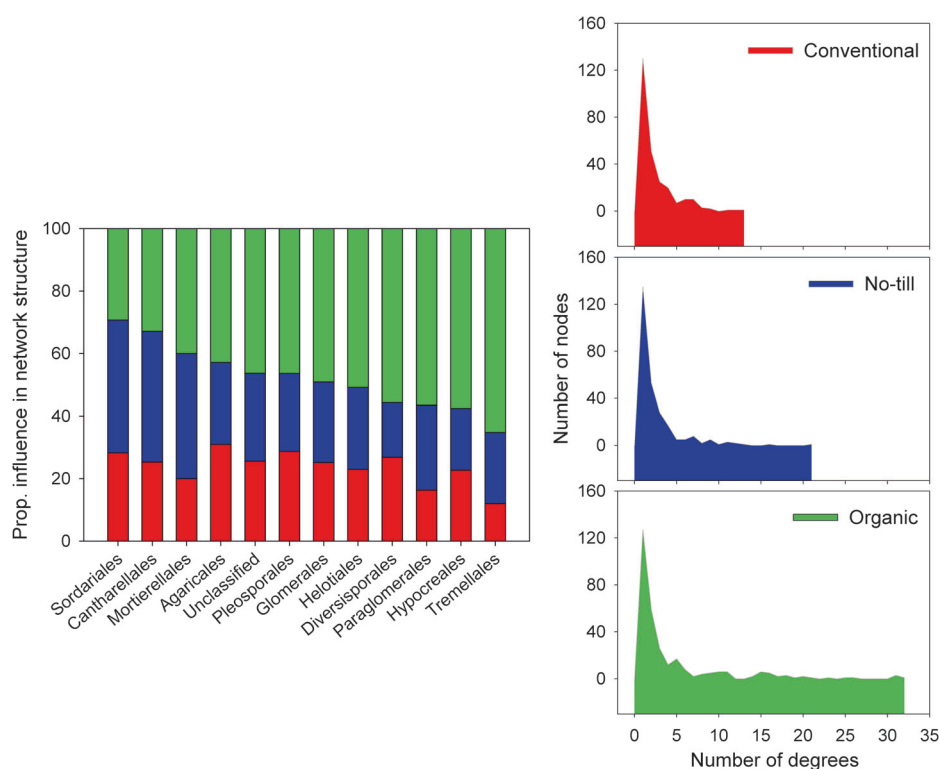 Prop. influence in network structure
100
80
60
40
20
0
Sordariales
Cantharellales
Mortierellales
Agaricales
Unclassified
Pleosporales
Glomerales
Helotiales
Diversisporales
Paraglomerales
Hypocreales
Tremellales
Number of nodes
160
120
80
40
0
Conventional
160
120
80
40
0
No-till
160
120
80
40
0
Organic
0 5 10 15 20 25 30 35
Number of degrees